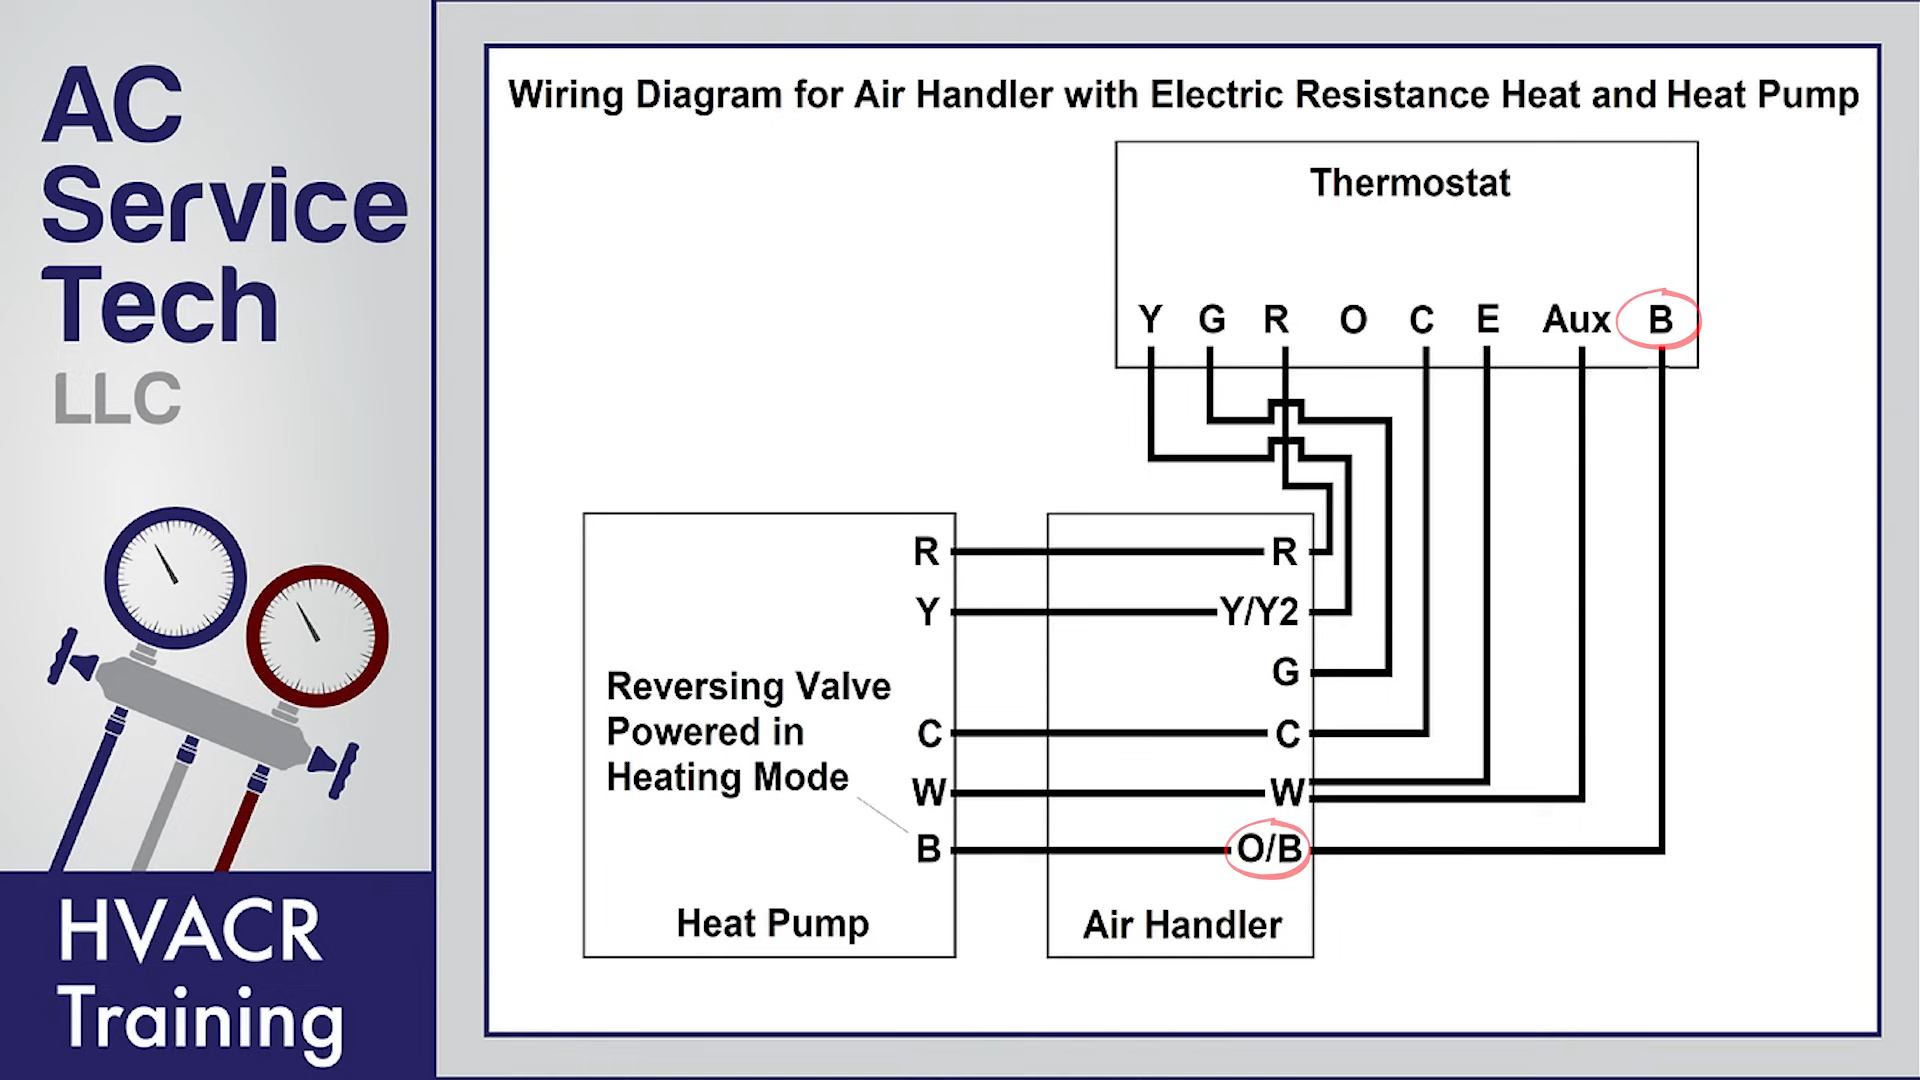 AC
Service
Tech
LLC
HVACR
Training
Wiring Diagram for Air Handler with Electric Resistance Heat and Heat Pump
Thermostat
Y G R O C E Aux B
R R
Y Y/Y2
G
Reversing Valve
Powered in
Heating Mode
C C
W W
B O/B
Heat Pump
Air Handler